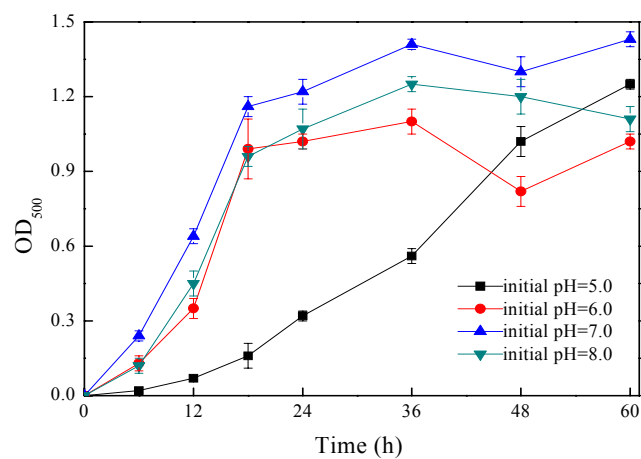 1.5
1.2
0.9
0.6
0.3
0.0
OD500
initial pH=5.0
initial pH=6.0
initial pH=7.0
initial pH=8.0
0 12 24 36 48 60
Time (h)